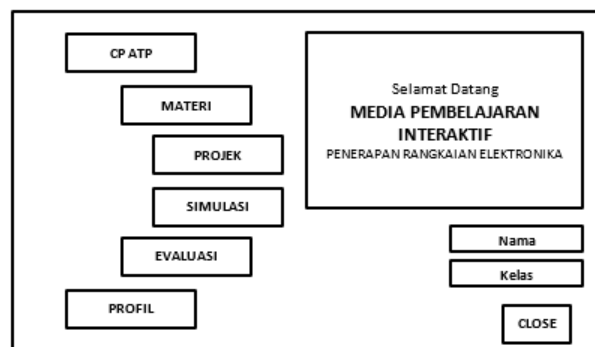 CP ATP
MATERI
PROJEK
SIMULASI
EVALUASI
PROFIL
Selamat Datang
MEDIA PEMBELAJARAN
INTERAKTIF
PENERAPAN RANGKAIAN ELEKTRONIKA
Nama
Kelas
CLOSE